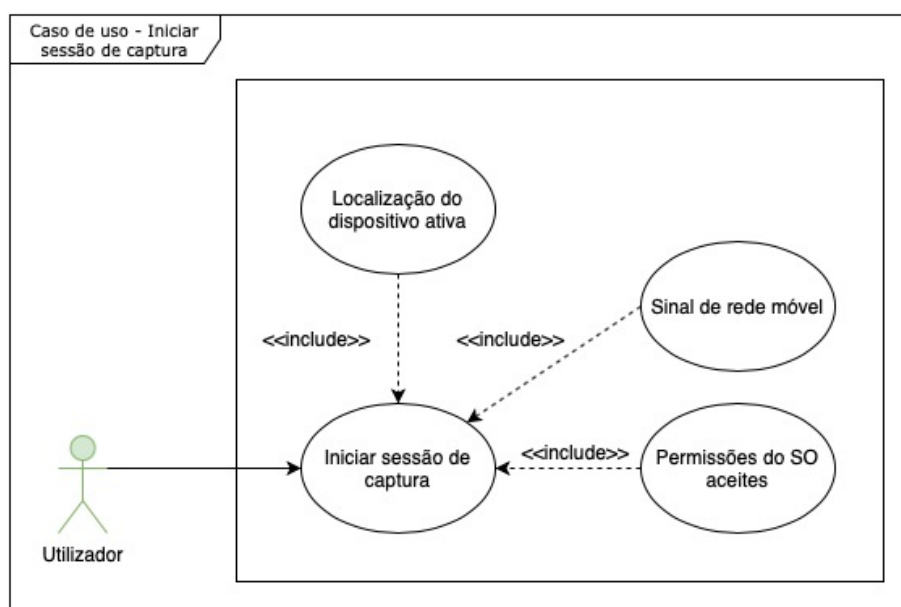 Caso de uso - Iniciar
sessão de captura
Localização do
dispositivo ativa
Sinal de rede móvel
<<include>>
<<include>>
Iniciar sessão de
captura
<<include>>
Permissões do SO
aceites
Utilizador